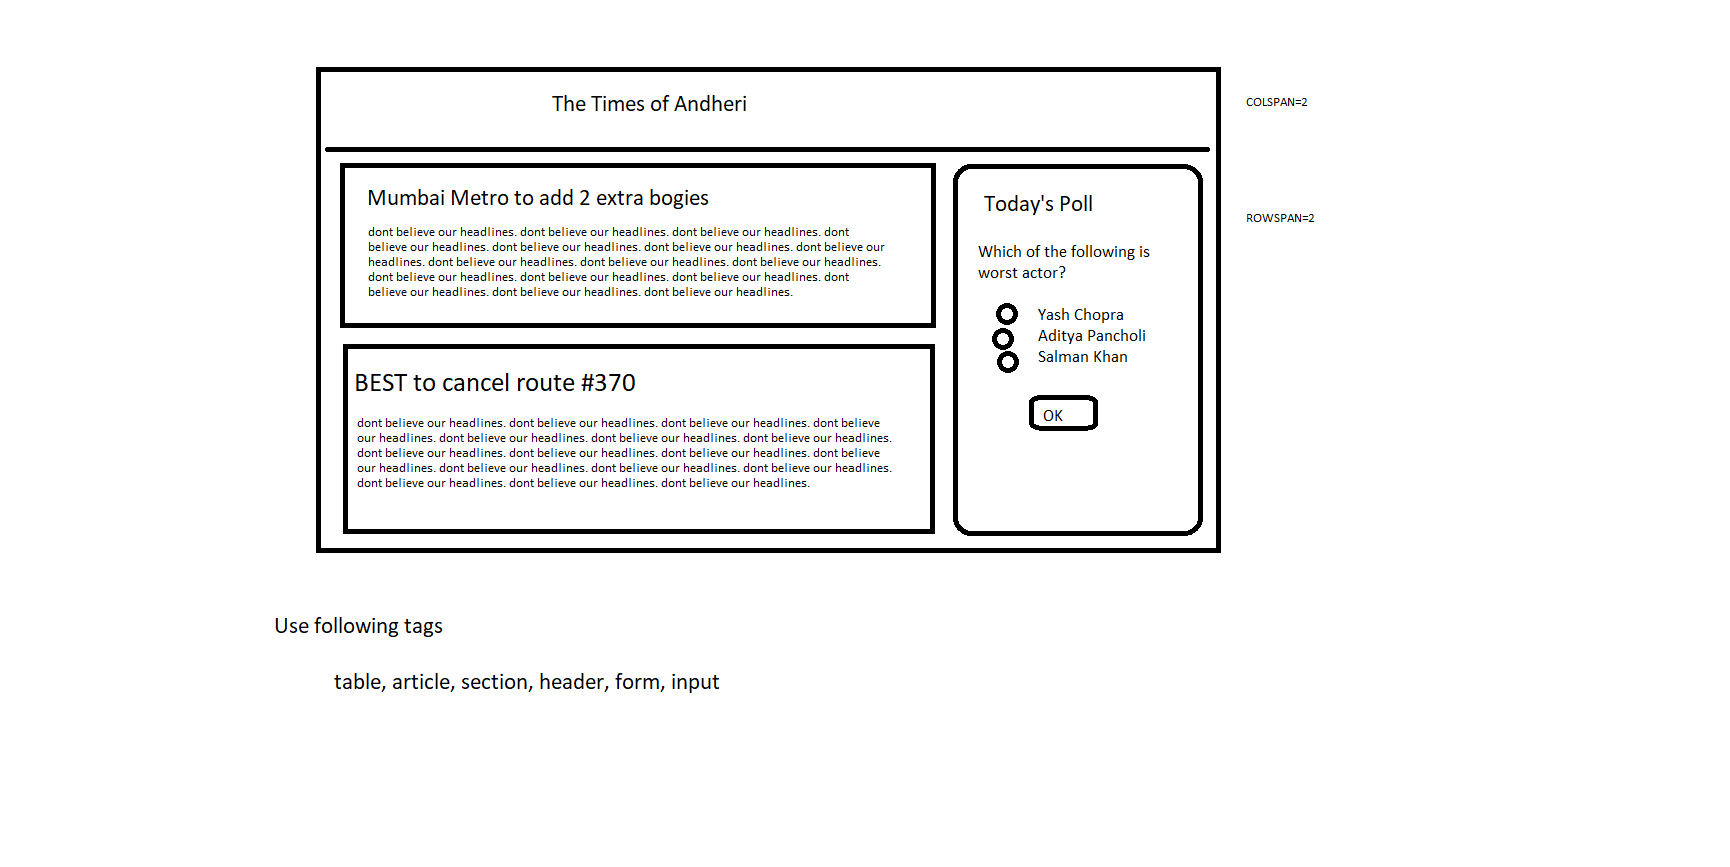 The Times of Andheri
COLSPAN=2
Mumbai Metro to add 2 extra bogies
dont believe our headlines. dont believe our headlines. dont believe our headlines. dont
believe our headlines. dont believe our headlines. dont believe our headlines. dont believe our
headlines. dont believe our headlines. dont believe our headlines. dont believe our headlines.
dont believe our headlines. dont believe our headlines. dont believe our headlines. dont
believe our headlines. dont believe our headlines. dont believe our headlines.
BEST to cancel route #370
dont believe our headlines. dont believe our headlines. dont believe our headlines. dont believe
our headlines. dont believe our headlines. dont believe our headlines. dont believe our headlines.
dont believe our headlines. dont believe our headlines. dont believe our headlines. dont believe
our headlines. dont believe our headlines. dont believe our headlines. dont believe our headlines.
dont believe our headlines. dont believe our headlines. dont believe our headlines.
Today's Poll
Which of the following is
worst actor?
Yash Chopra
Aditya Pancholi
Salman Khan
OK
ROWSPAN=2
Use following tags
table, article, section, header, form, input